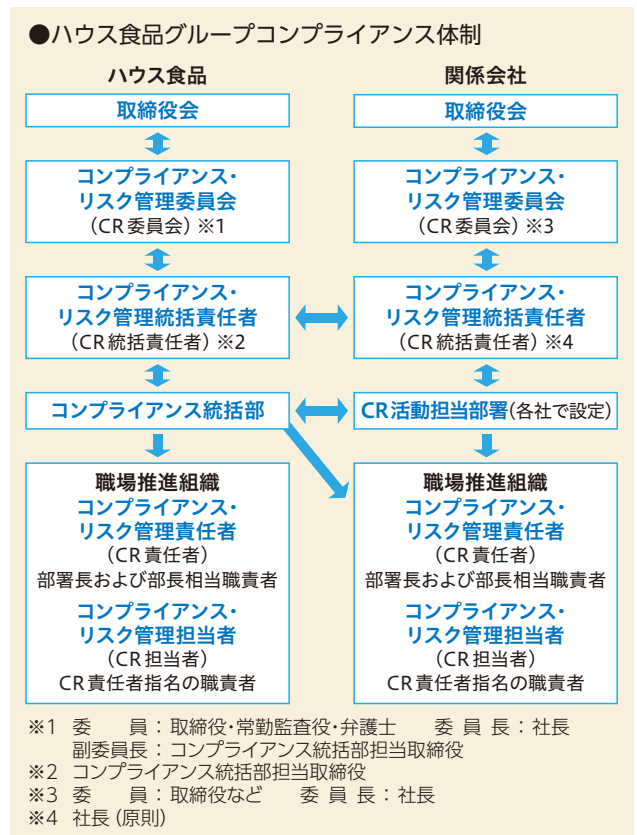 ●ハウス食品グループコンプライアンス体制
ハウス食品
取締役会
コンプライアンス・
リスク管理委員会
（CR委員会）※1
コンプライアンス・
リスク管理統括責任者
（CR統括責任者）※2
コンプライアンス統括部
職場推進組織
コンプライアンス・
リスク管理責任者
（CR責任者）
部署長および部長相当職責者
コンプライアンス・
リスク管理担当者
（CR担当者）
CR責任者指名の職責者
関係会社
取締役会
コンプライアンス・
リスク管理委員会
（CR委員会）※3
コンプライアンス・
リスク管理統括責任者
（CR統括責任者）※4
CR活動担当部署(各社で設定)
職場推進組織
コンプライアンス・
リスク管理責任者
（CR責任者）
部署長および部長相当職責者
コンプライアンス・
リスク管理担当者
（CR担当者）
CR責任者指名の職責者
※1 委　　員：取締役・常勤監査役・弁護士　委 員 長：社長
副委員長：コンプライアンス統括部担当取締役
※2 コンプライアンス統括部担当取締役
※3 委　　員：取締役など　委 員 長：社長
※4 社長（原則）